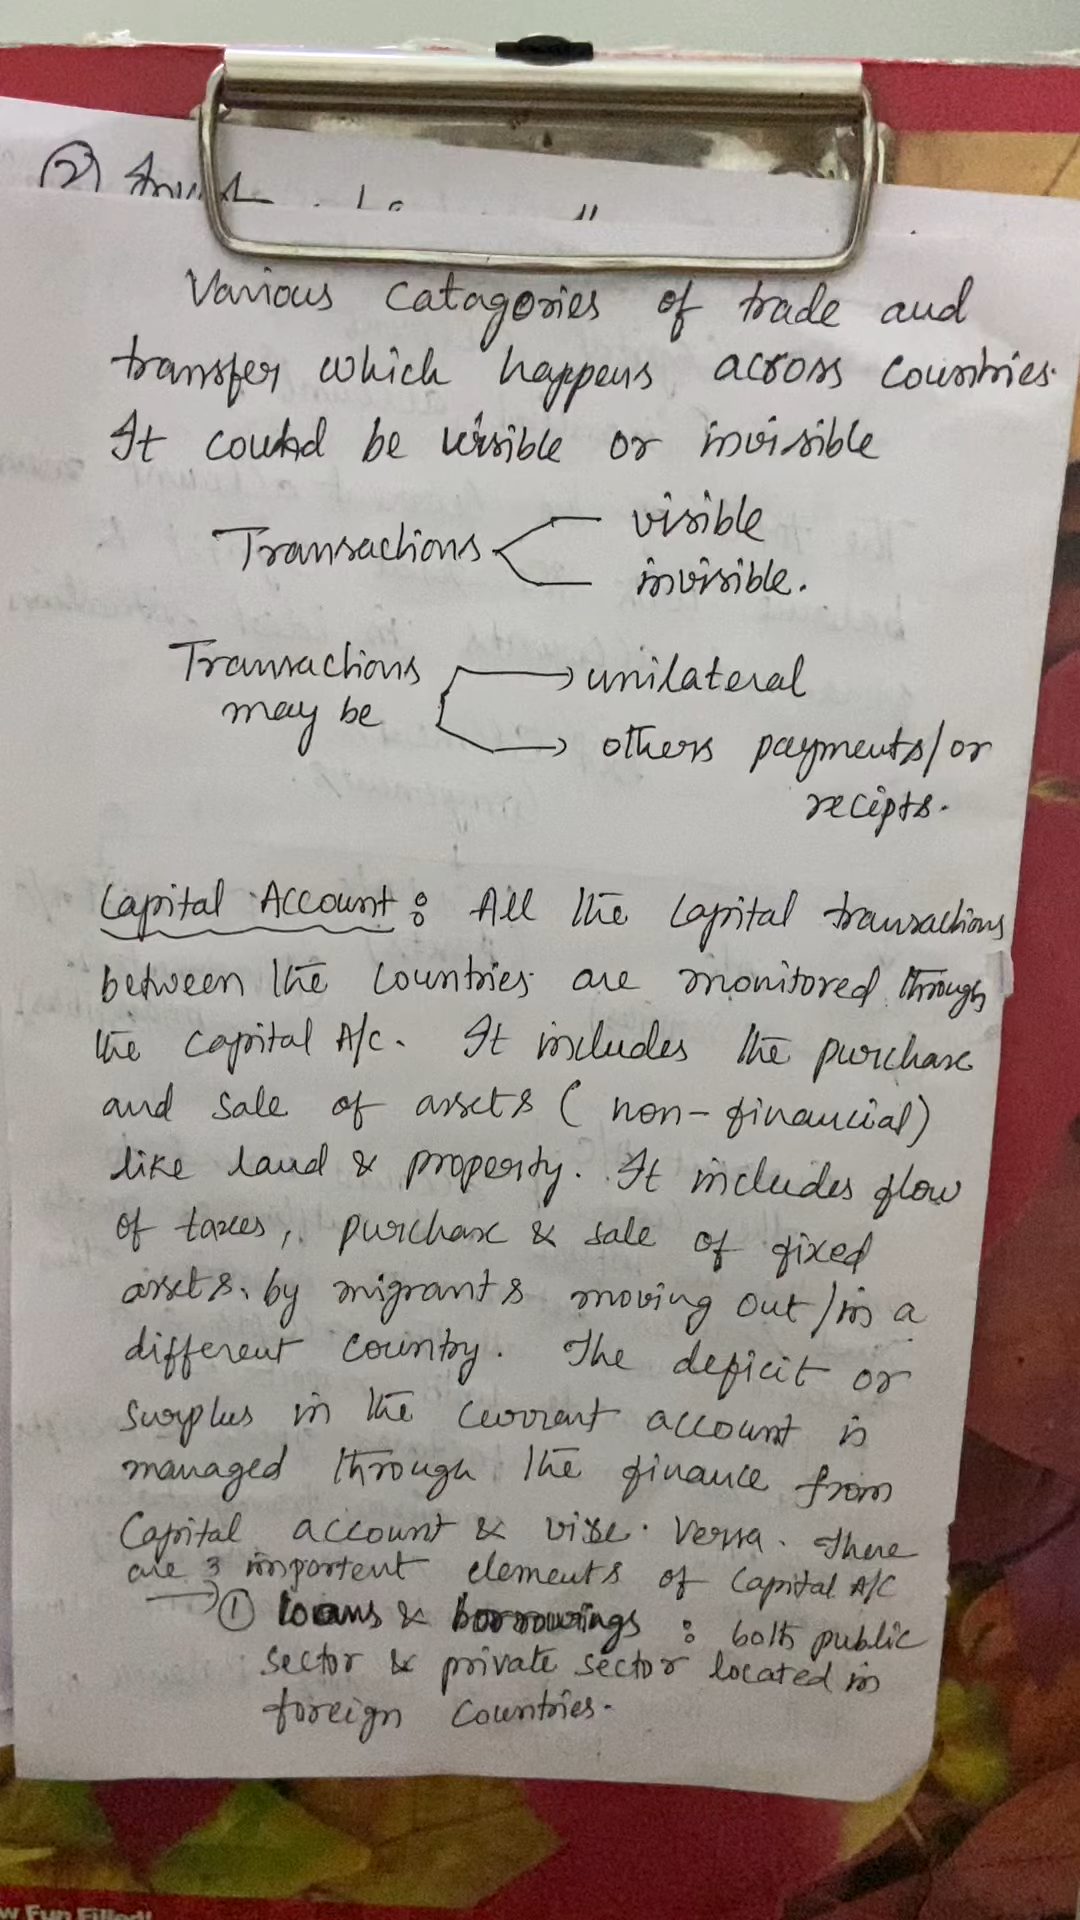 ②
Various Catagories of trade and
transfer which happens across countries.
It could be visible or invisible
Transactions visible
invisible.
Transactions → unilateral
may be → others payments/or
recipts.
Capital Account : All the Capital transactions
between the countries are monitored through
the capital A/c. It includes the purchase
and sale of assets (non-financial)
like land & property. It includes flow
of taxes, purchase & sale of fixed
assets. by migrants moving out/in a
different country. The deficit or
surplus in the current account is
managed through the finance from
Capital account & vise. versa. There
are 3 importent elements of Capital A/C
→ ① loans & borrowings : both public
sector & private sector located in
foreign Countries.
w Fun Filled!